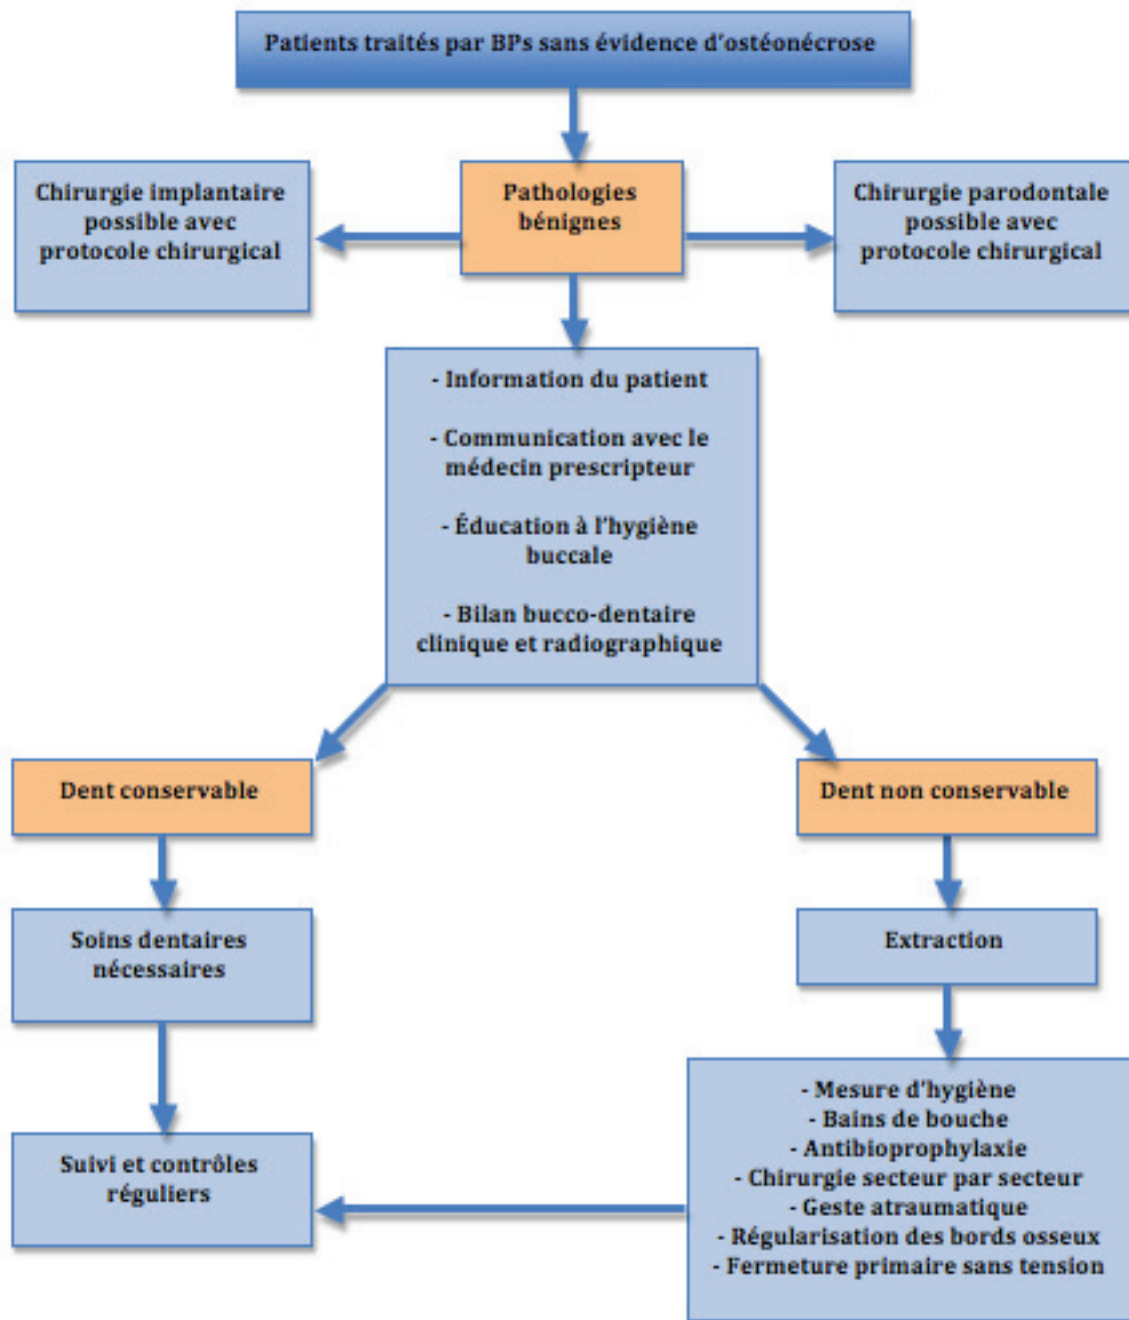 Patients traités par BPs sans évidence d'ostéonécrose
Chirurgie implantaire
possible avec
protocole chirurgical
Pathologies
bénignes
Chirurgie parodontale
possible avec
protocole chirurgical
- Information du patient
- Communication avec le
médecin prescripteur
- Éducation à l'hygiène
buccale
- Bilan bucco-dentaire
clinique et radiographique
Dent conservable
Dent non conservable
Soins dentaires
nécessaires
Extraction
Suivi et contrôles
réguliers
- Mesure d'hygiène
- Bains de bouche
- Antibioprophylaxie
- Chirurgie secteur par secteur
- Geste atraumatique
- Régularisation des bords osseux
- Fermeture primaire sans tension